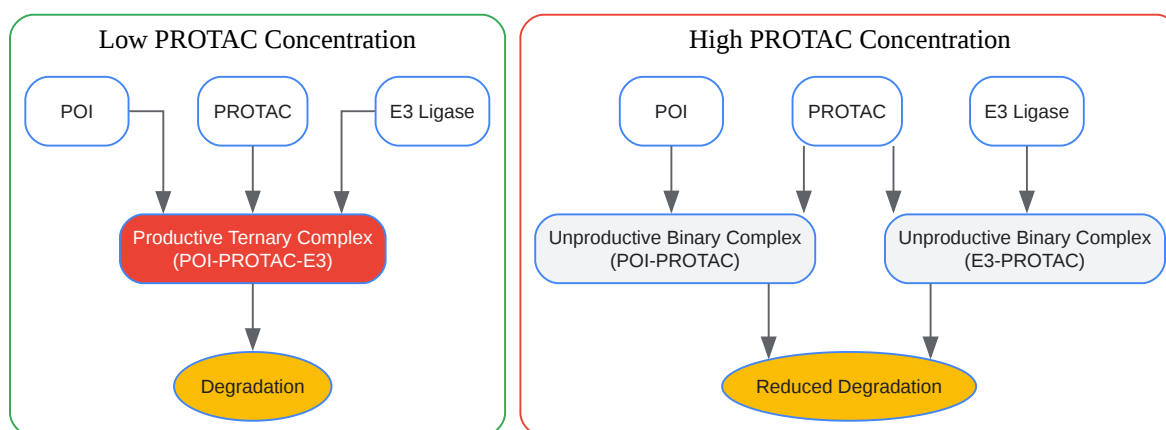 Low PROTAC Concentration
POI
PROTAC
E3 Ligase
Productive Ternary Complex
(POI-PROTAC-E3)
Degradation
High PROTAC Concentration
POI
PROTAC
E3 Ligase
Unproductive Binary Complex
(POI-PROTAC)
Unproductive Binary Complex
(E3-PROTAC)
Reduced Degradation